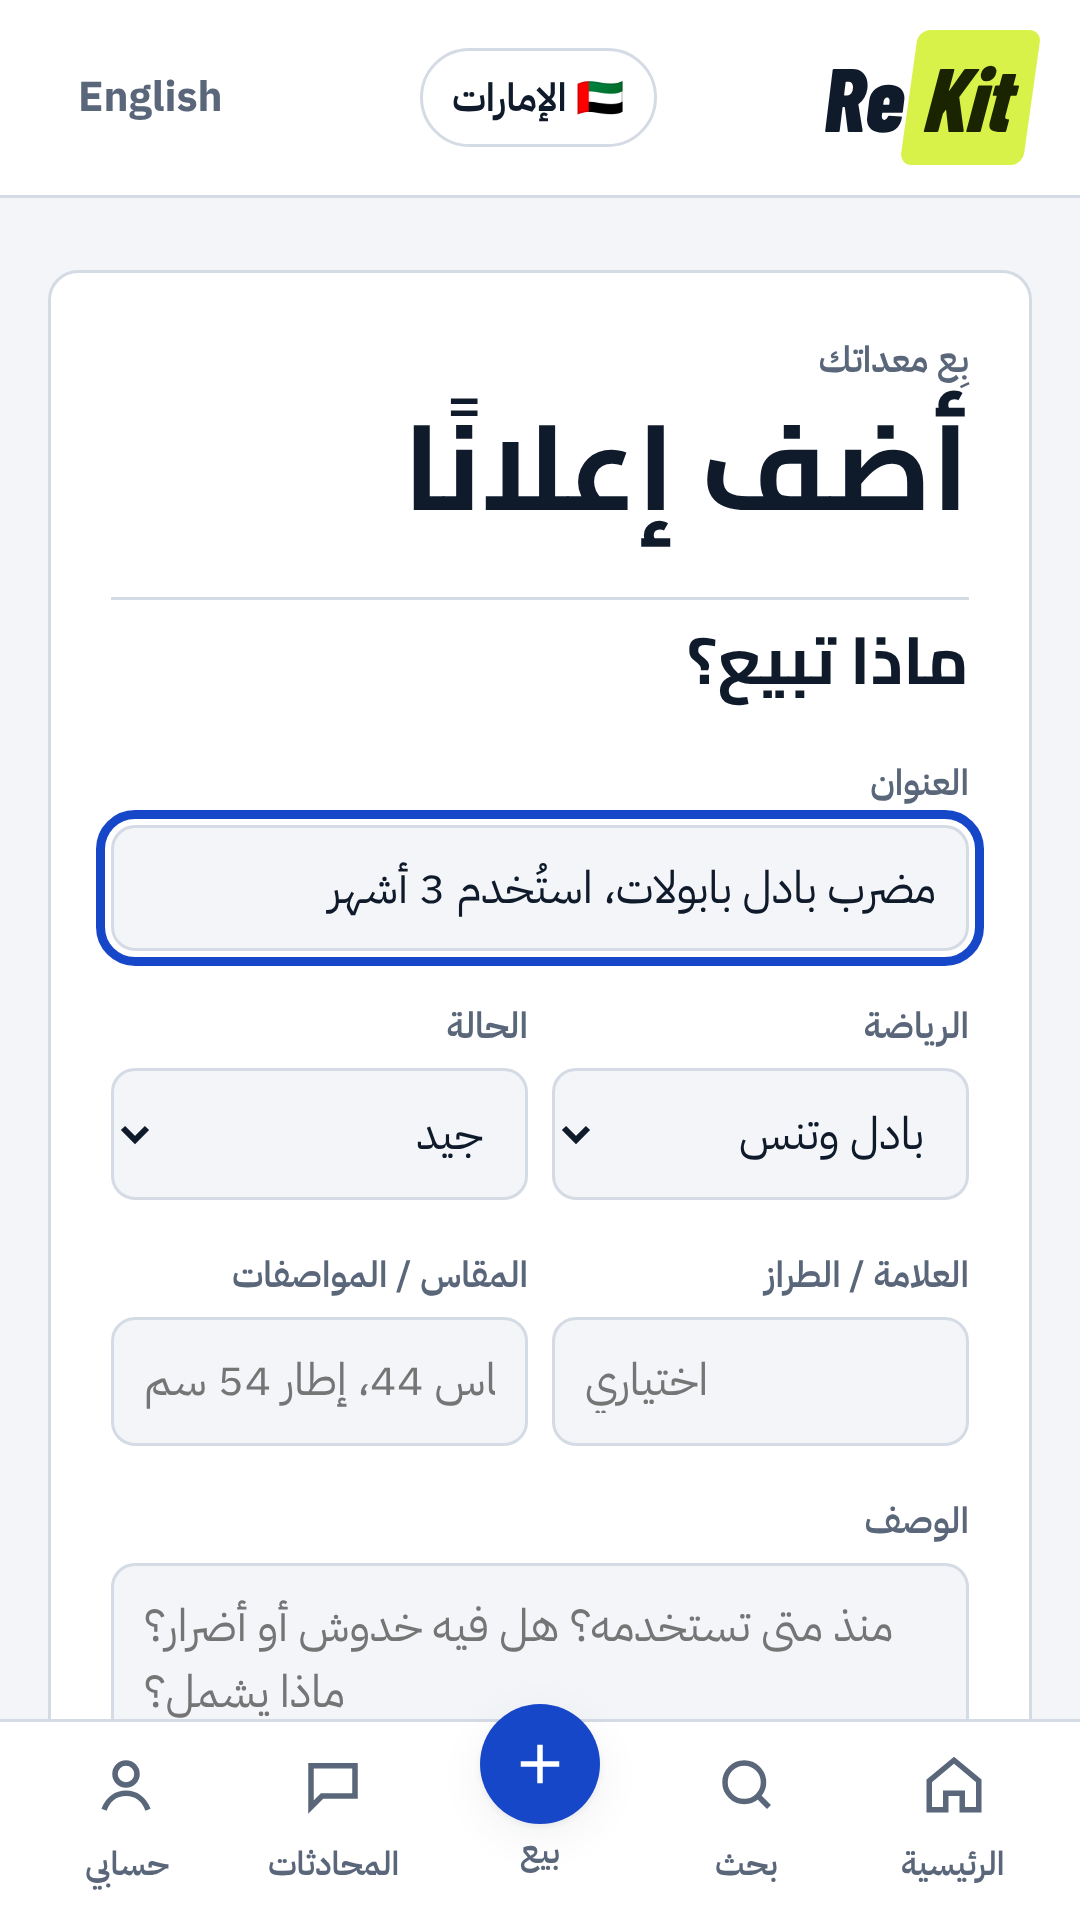 ReKit
الإمارات
English
بِع معداتك
أضف إعلانًا
ماذا تبيع؟
العنوان
مضرب بادل بابولات، استُخدم 3 أشهر
الرياضة
الحالة
بادل وتنس
جيد
العلامة / الطراز
المقاس / المواصفات
اختياري
اس 44، إطار 54 سم
الوصف
منذ متى تستخدمه؟ هل فيه خدوش أو أضرار؟
ماذا يشمل؟
الرئيسية
بحث
بيع
المحادثات
حسابي